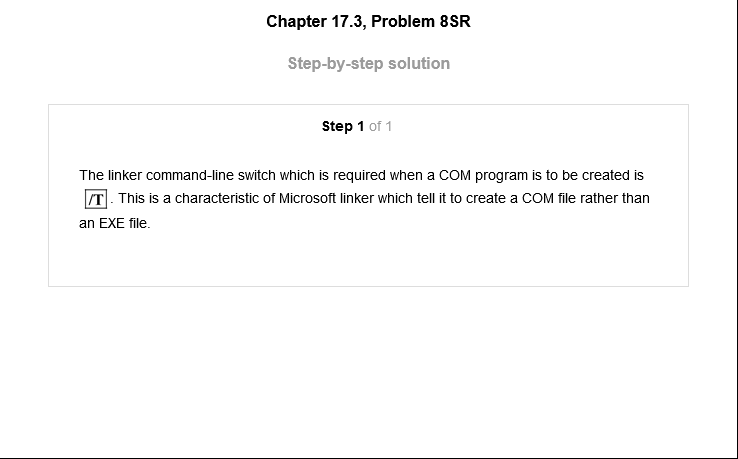 Chapter 17.3, Problem 8SR
Step-by-step solution
Step 1 of 1
The linker command-line switch which is required when a COM program is to be created is
/T . This is a characteristic of Microsoft linker which tell it to create a COM file rather than
an EXE file.